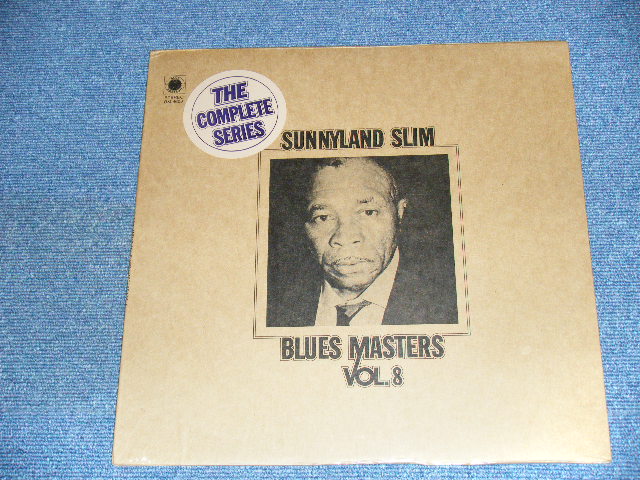 THE
COMPLETE
SERIES
SUNNYLAND SLIM
BLUES MASTERS
VOL. 8